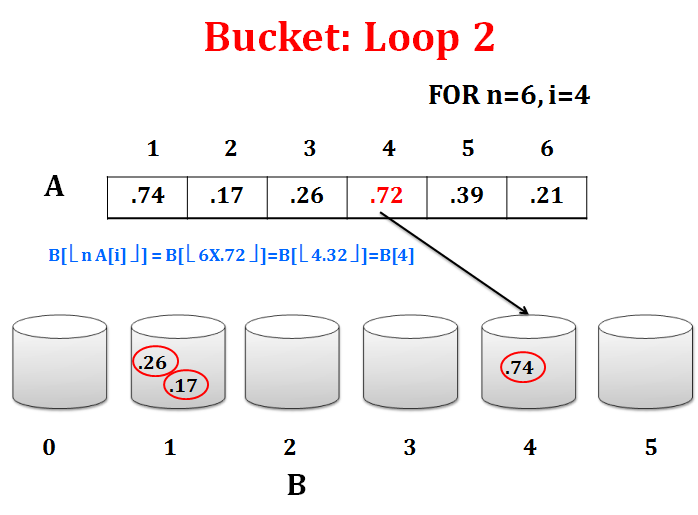 Bucket: Loop 2
FOR n=6, i=4
1 2 3 4 5 6
A .74 .17 .26 .72 .39 .21
B[⌊ n A[i] ⌋] = B[⌊ 6X.72 ⌋]=B[⌊ 4.32 ⌋]=B[4]
.26 .74
.17
0 1 2 3 4 5
B